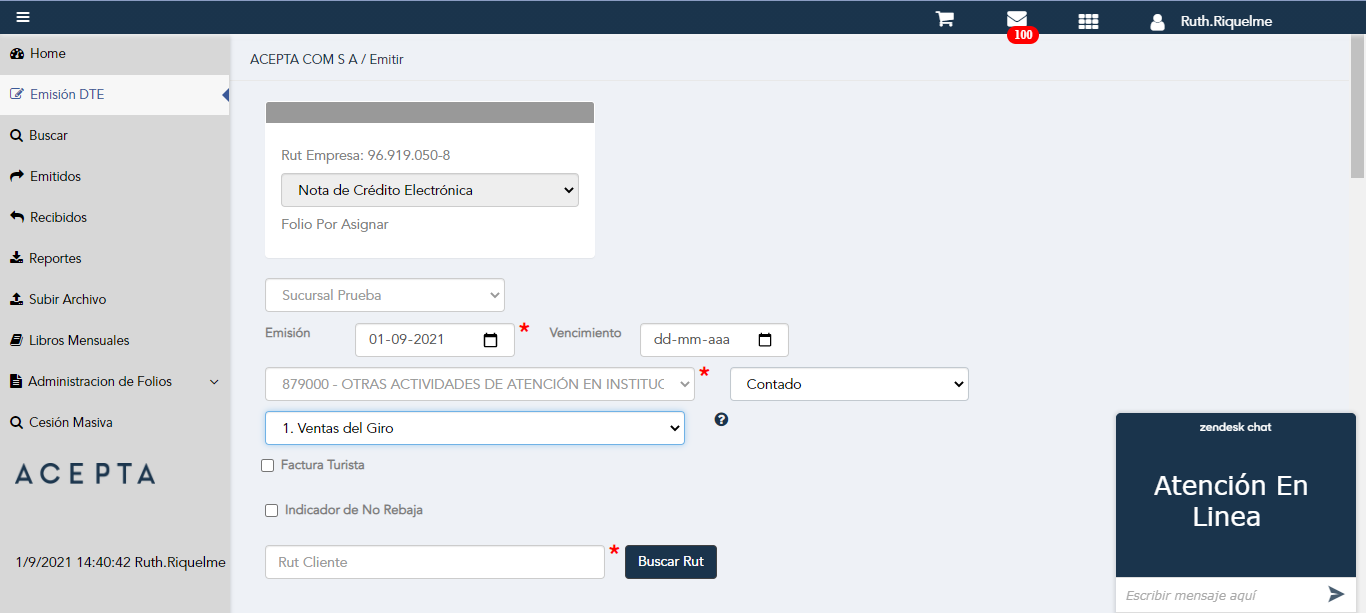 100
Ruth.Riquelme
Home
Emisión DTE
Buscar
Emitidos
Recibidos
Reportes
Subir Archivo
Libros Mensuales
Administracion de Folios
Cesión Masiva
ACEPTA
1/9/2021 14:40:42 Ruth.Riquelme
ACEPTA COM S A / Emitir
Rut Empresa: 96.919.050-8
Nota de Crédito Electrónica
Folio Por Asignar
Sucursal Prueba
Emisión 01-09-2021 * Vencimiento dd-mm-aaa
879000 - OTRAS ACTIVIDADES DE ATENCIÓN EN INSTITUC * Contado
1. Ventas del Giro
Factura Turista
Indicador de No Rebaja
Rut Cliente * Buscar Rut
zendesk chat
Atención En
Linea
Escribir mensaje aquí